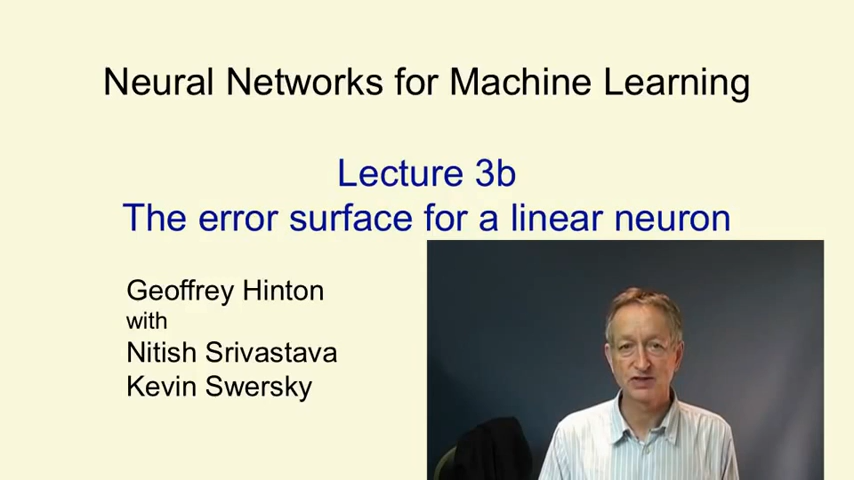 Neural Networks for Machine Learning
Lecture 3b
The error surface for a linear neuron
Geoffrey Hinton
with
Nitish Srivastava
Kevin Swersky